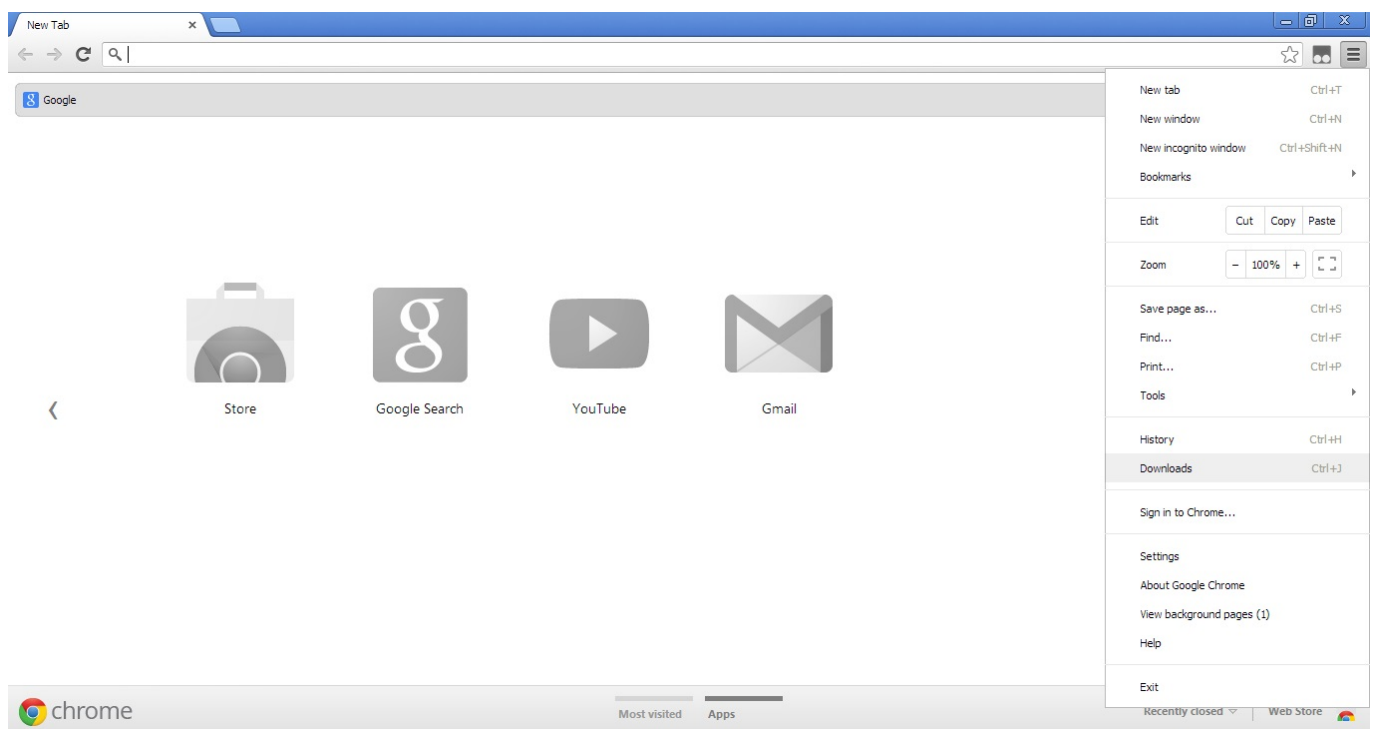 New Tab
Google
New tab Ctrl+T
New window Ctrl+N
New incognito window Ctrl+Shift+N
Bookmarks
Edit Cut Copy Paste
Zoom - 100% +
Save page as... Ctrl+S
Find... Ctrl+F
Print... Ctrl+P
Tools
History Ctrl+H
Downloads Ctrl+J
Sign in to Chrome...
Settings
About Google Chrome
View background pages (1)
Help
Exit
Store Google Search YouTube Gmail
chrome Most visited Apps Recently closed Web Store